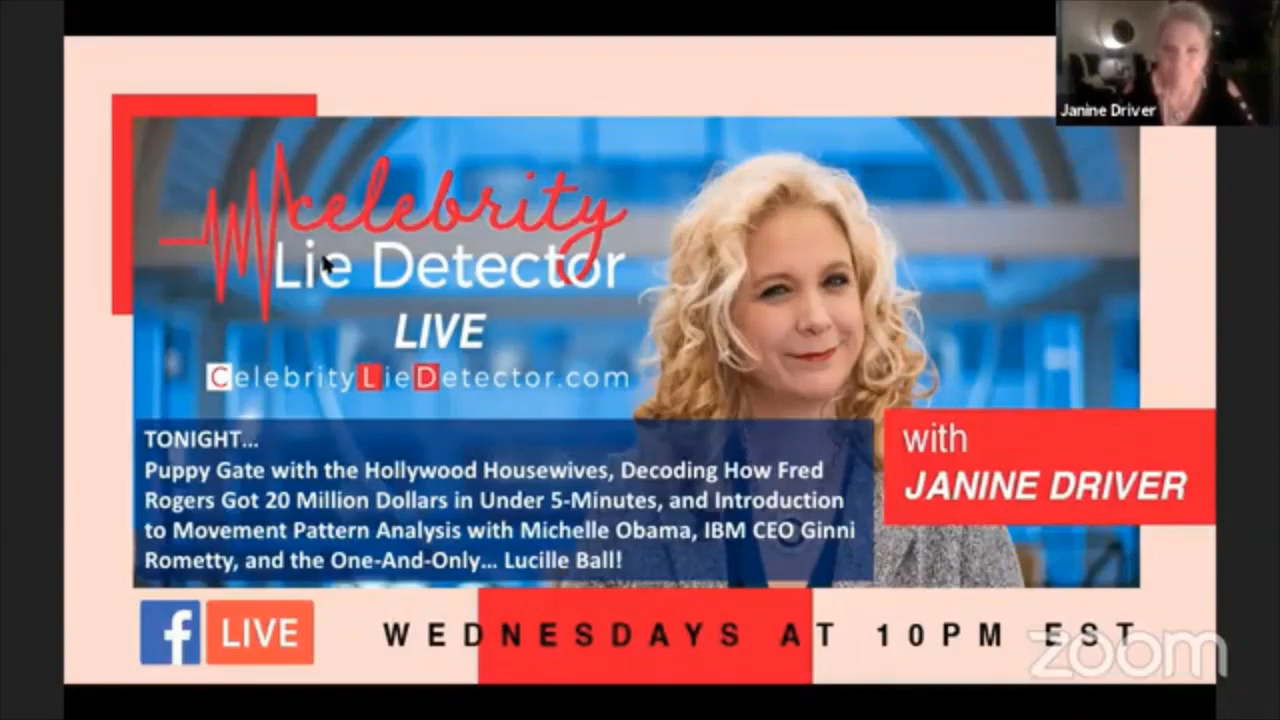 Janine Driver
celebrity
Lie Detector
LIVE
CelebrityLieDetector.com
TONIGHT...
Puppy Gate with the Hollywood Housewives, Decoding How Fred
Rogers Got 20 Million Dollars in Under 5-Minutes, and Introduction
to Movement Pattern Analysis with Michelle Obama, IBM CEO Ginni
Rometty, and the One-And-Only... Lucille Ball!
with
JANINE DRIVER
f LIVE
WEDNESDAYS AT 10PM EST
zoom